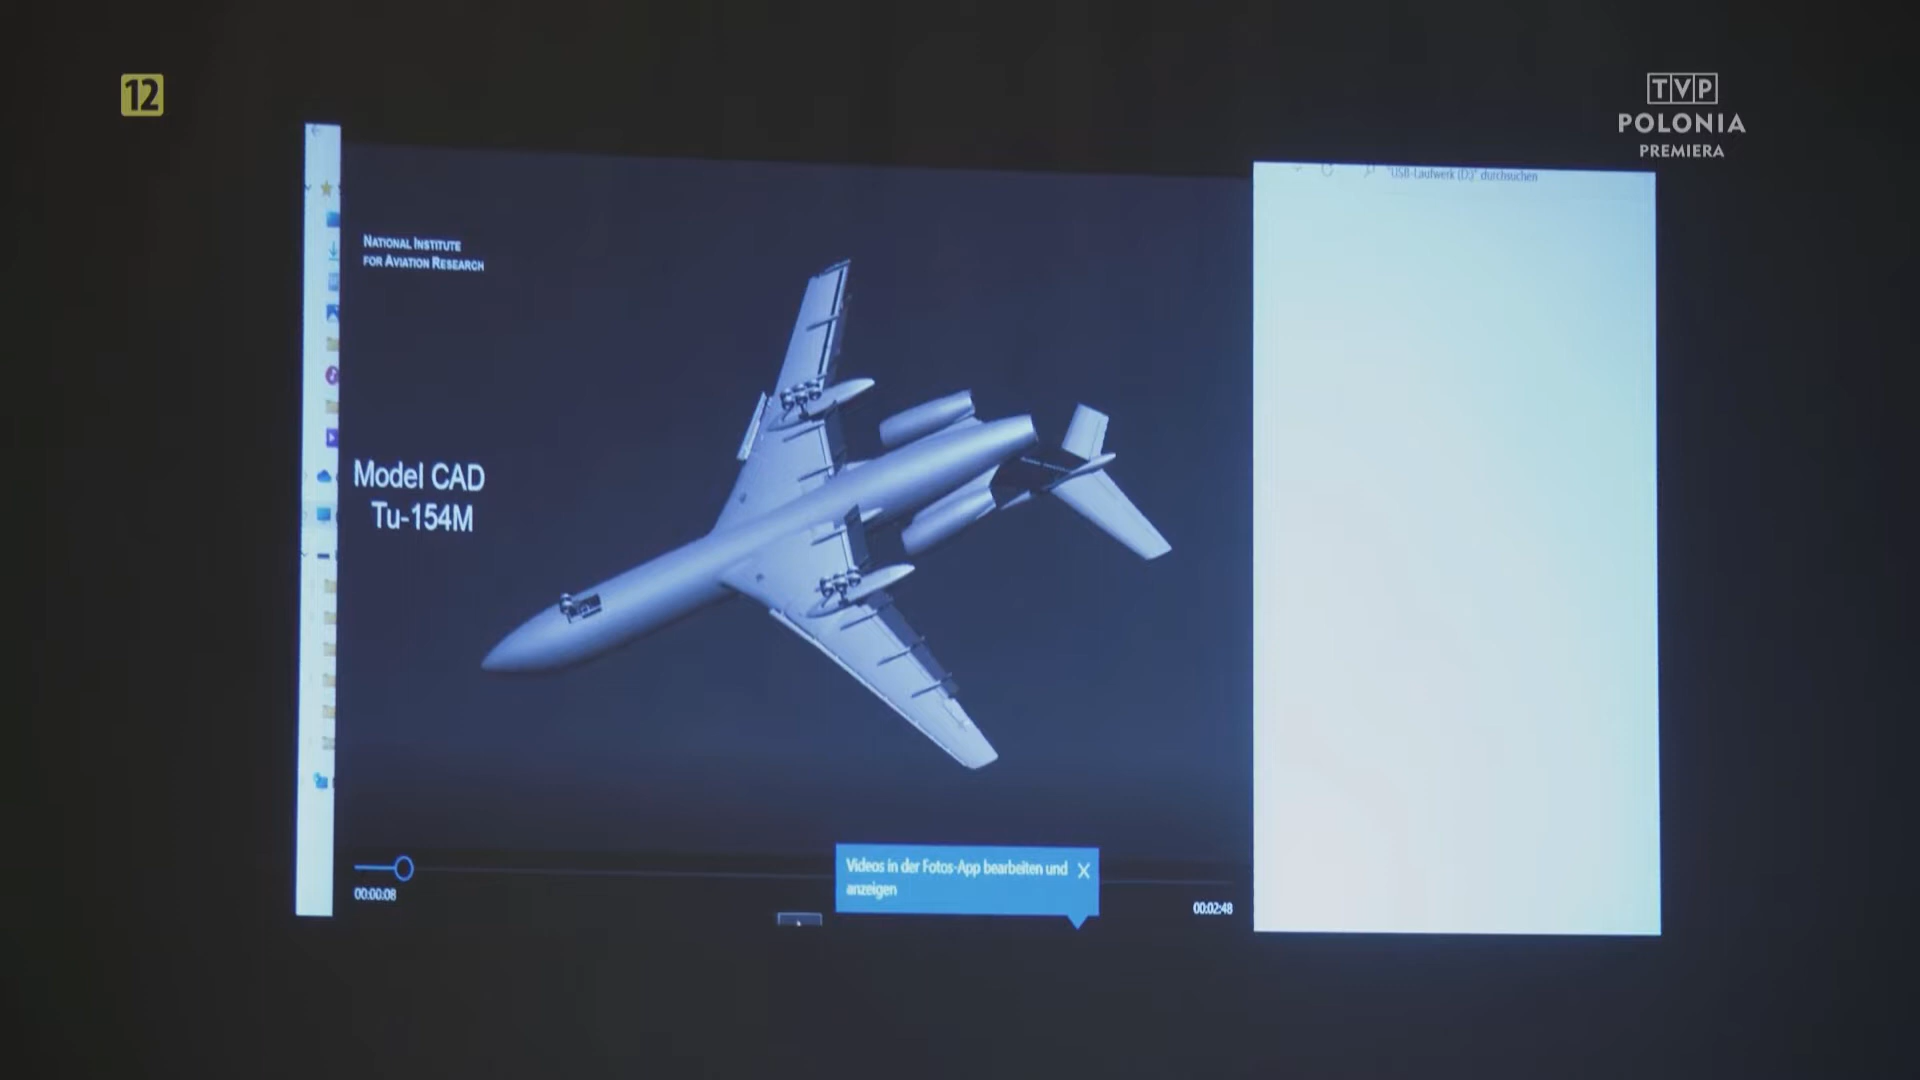 12
TVP
POLONIA
PREMIERA
"USB-Laufwerk (D:)" durchsuchen
NATIONAL INSTITUTE
FOR AVIATION RESEARCH
Model CAD
Tu-154M
Videos in der Fotos-App bearbeiten und
anzeigen
00:00:08
00:02:48